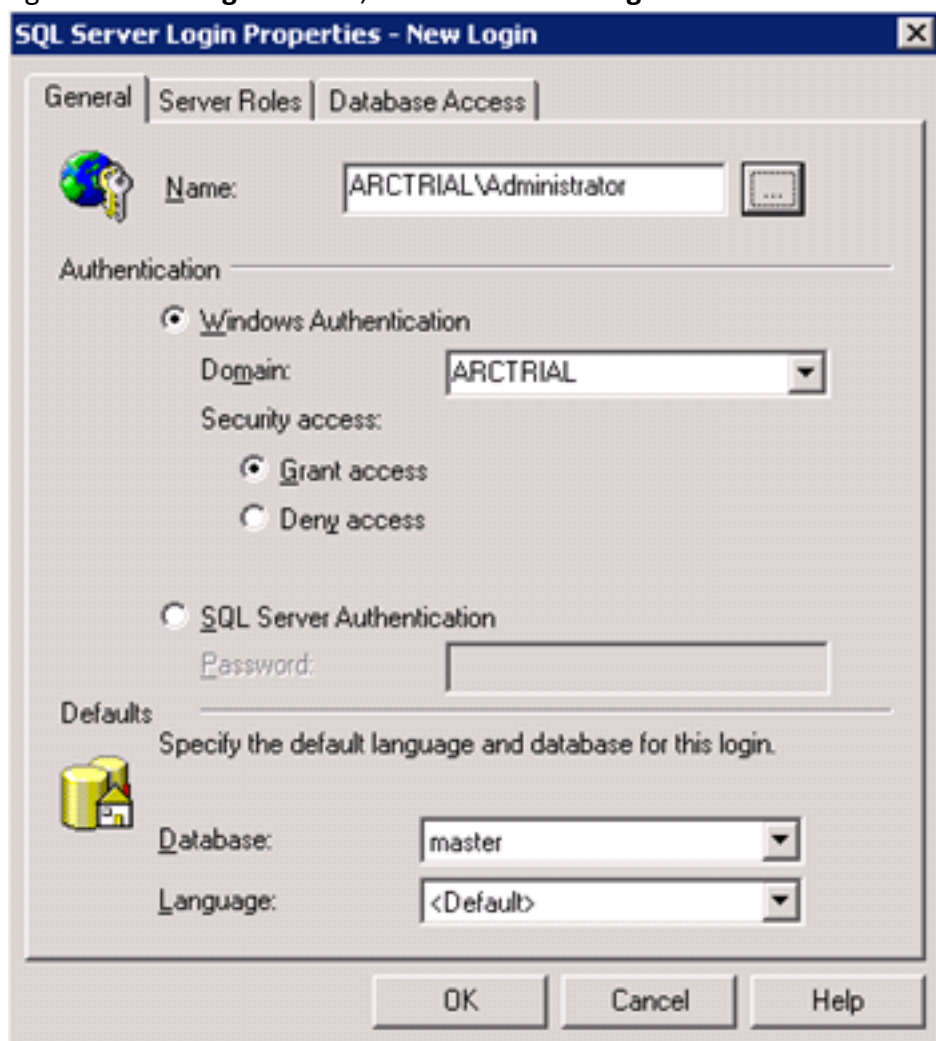 SQL Server Login Properties - New Login
General Server Roles Database Access
Name: ARCTRIAL\Administrator ...
Authentication
Windows Authentication
Domain: ARCTRIAL
Security access:
Grant access
Deny access
SQL Server Authentication
Password:
Defaults
Specify the default language and database for this login.
Database: master
Language: <Default>
OK Cancel Help